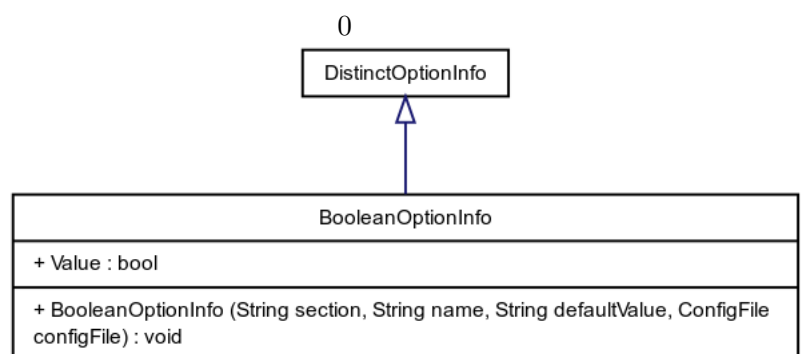 0
DistinctOptionInfo
BooleanOptionInfo
+ Value : bool
+ BooleanOptionInfo (String section, String name, String defaultValue, ConfigFile
configFile) : void